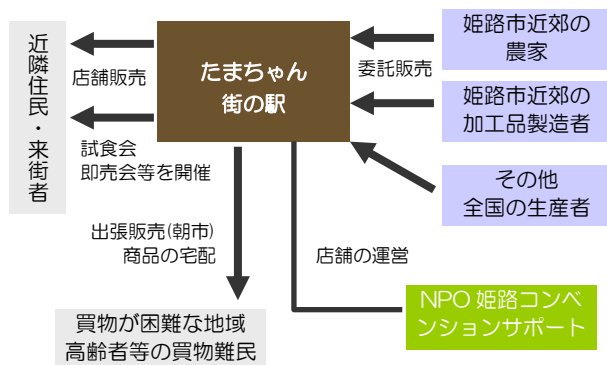 近隣住民・来街者
店舗販売
試食会
即売会等を開催
たまちゃん
街の駅
委託販売
姫路市近郊の
農家
姫路市近郊の
加工品製造者
その他
全国の生産者
出張販売(朝市)
商品の宅配
店舗の運営
買物が困難な地域
高齢者等の買物難民
NPO 姫路コンベ
ンションサポート